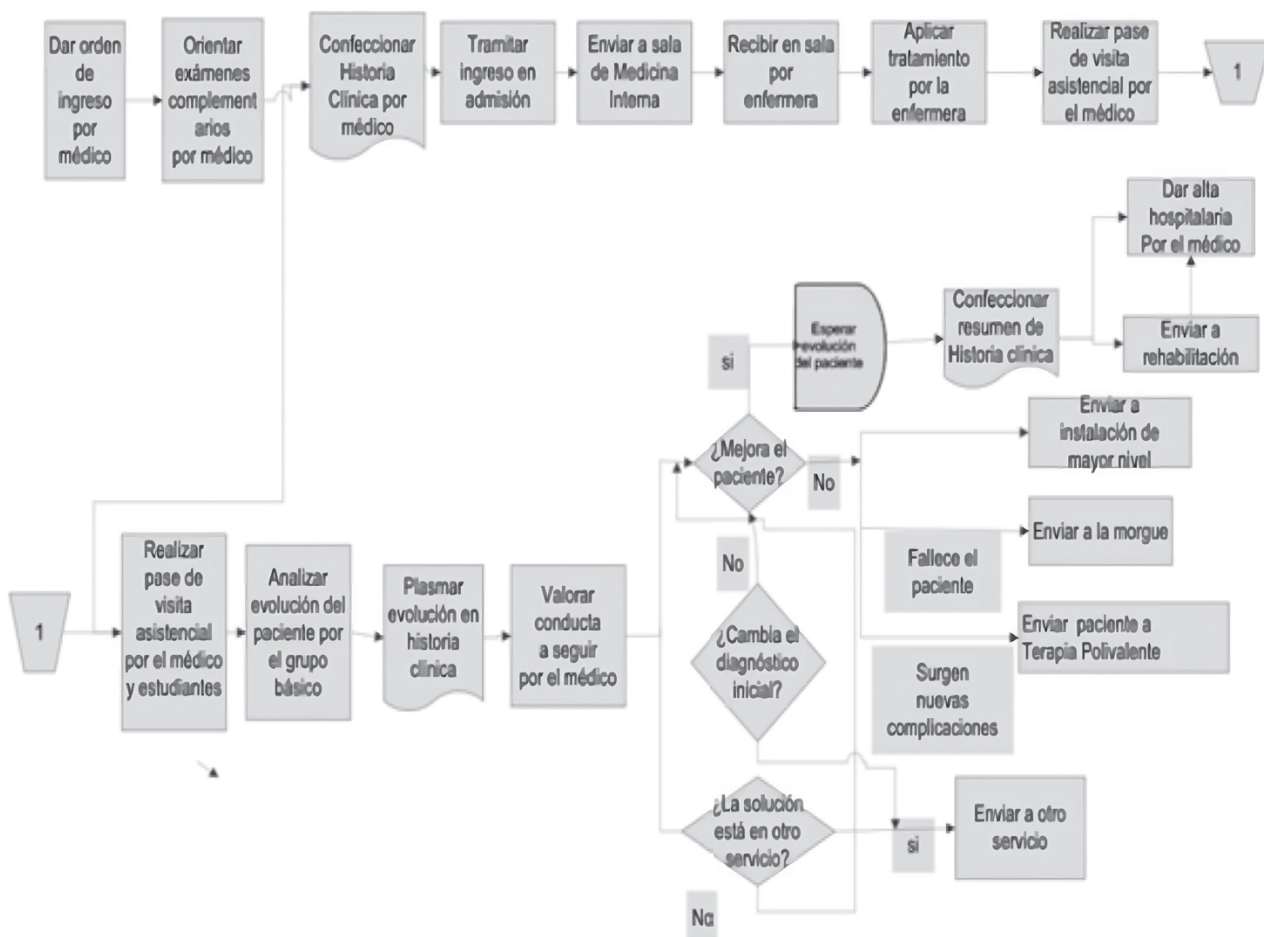 Dar orden
de
ingreso
por
médico
Orientar
exámenes
complement
arios
por médico
Confeccionar
Historia
Clínica por
médico
Tramitar
ingreso en
admisión
Enviar a sala
de Medicina
Interna
Recibir en sala
por
enfermera
Aplicar
tratamiento
por la
enfermera
Realizar pase
de visita
asistencial por
el médico
1
Dar alta
hospitalaria
Por el médico
Esperar
evolución
del paciente
Confeccionar
resumen de
Historia clinica
Enviar a
rehabilitación
si
¿Mejora el
paciente?
No
Enviar a
instalación de
mayor nivel
Enviar a la morgue
Fallece el
paciente
Enviar paciente a
Terapia Polivalente
Surgen
nuevas
complicaciones
1
Realizar
pase de
visita
asistencial
por el médico
y estudiantes
Analizar
evolución del
paciente por
el grupo
básico
Plasmar
evolución en
historia
clínica
Valorar
conducta
a seguir
por el médico
No
¿Cambia el
diagnóstico
inicial?
¿La solución
está en otro
servicio?
si
Enviar a otro
servicio
No